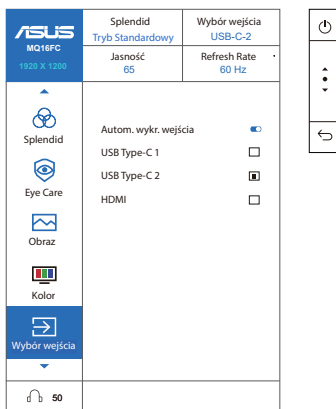 ASUS
MQ16FC
1920 X 1200
Splendid
Tryb Standardowy
Wybór wejścia
USB-C-2
Jasność
65
Refresh Rate
60 Hz
Splendid
Eye Care
Obraz
Kolor
Wybór wejścia
Autom. wykr. wejścia
USB Type-C 1
USB Type-C 2
HDMI
50